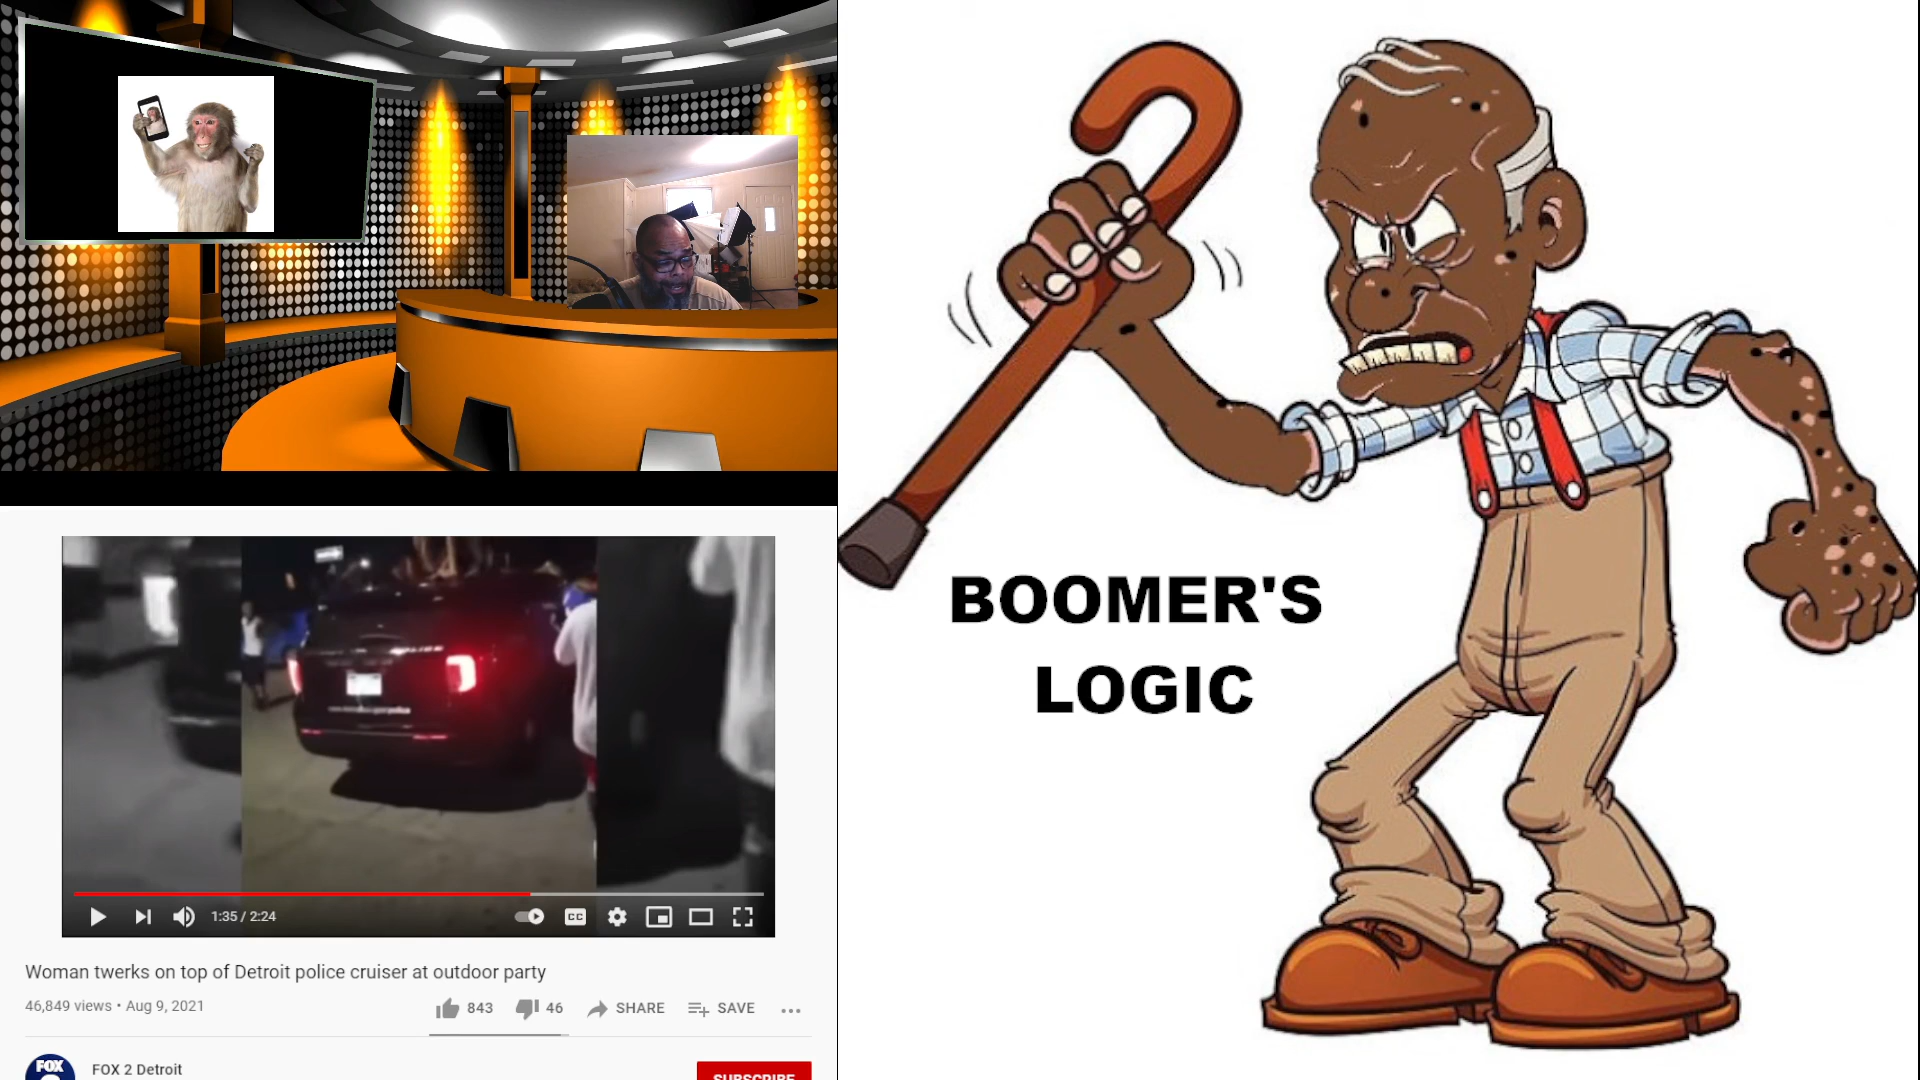 BOOMER'S
LOGIC
1:35 / 2:24
CC
Woman twerks on top of Detroit police cruiser at outdoor party
46,849 views • Aug 9, 2021
843
46
SHARE
SAVE
FOX
FOX 2 Detroit
SUBSCRIBE